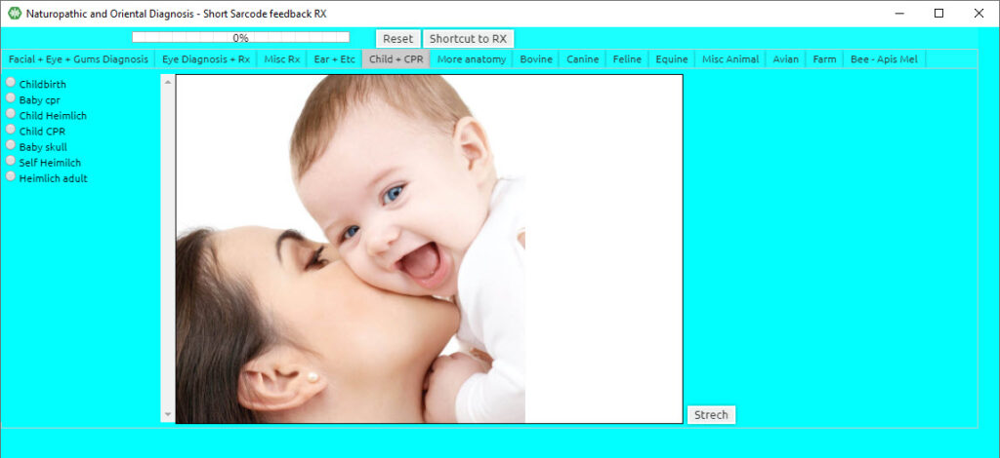 Naturopathic and Oriental Diagnosis - Short Sarcode feedback RX
0% Reset Shortcut to RX
Facial + Eye + Gums Diagnosis Eye Diagnosis + Rx Misc Rx Ear + Etc Child + CPR More anatomy Bovine Canine Feline Equine Misc Animal Avian Farm Bee - Apis Mel
Childbirth
Baby cpr
Child Heimlich
Child CPR
Baby skull
Self Heimilch
Heimlich adult
Strech